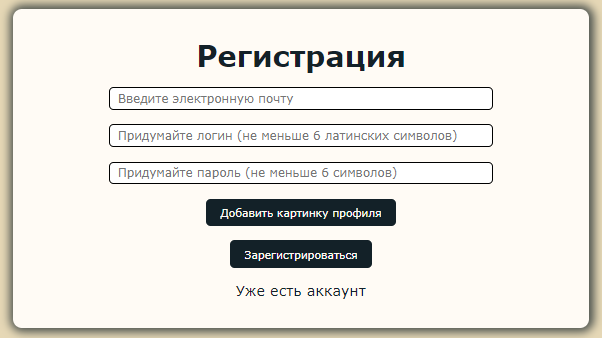 Регистрация
Введите электронную почту
Придумайте логин (не меньше 6 латинских символов)
Придумайте пароль (не меньше 6 символов)
Добавить картинку профиля
Зарегистрироваться
Уже есть аккаунт